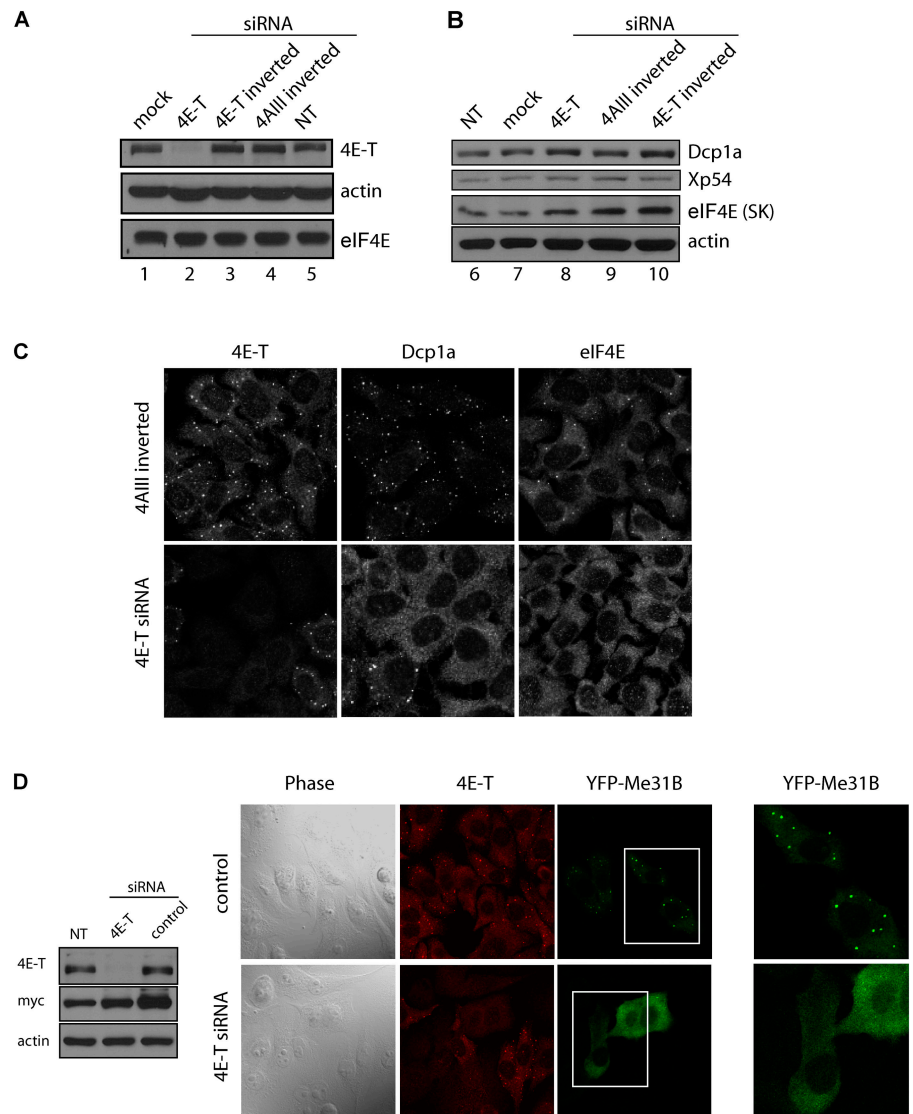 A
siRNA
mock
4E-T
4E-T inverted
4AIII inverted
NT
4E-T
actin
eIF4E
1 2 3 4 5
B
siRNA
NT
mock
4E-T
4AIII inverted
4E-T inverted
Dcp1a
Xp54
eIF4E (SK)
actin
6 7 8 9 10
C
4E-T Dcp1a eIF4E
4AIII inverted
4E-T siRNA
D
siRNA
NT
4E-T
control
4E-T
myc
actin
Phase 4E-T YFP-Me31B YFP-Me31B
control
4E-T siRNA